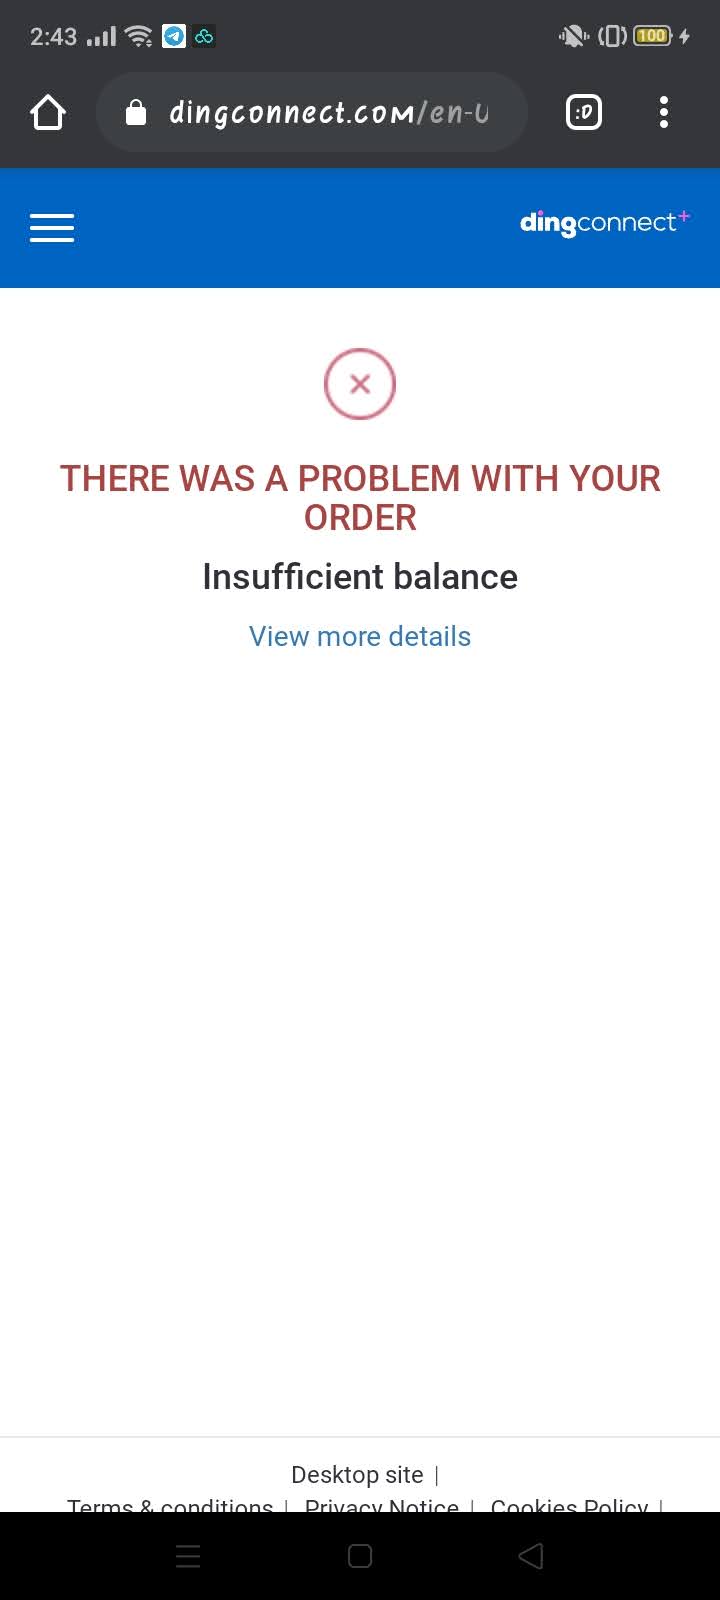 2:43
100
dingconnect.com/en-U
:D
dingconnect+
THERE WAS A PROBLEM WITH YOUR
ORDER
Insufficient balance
View more details
Desktop site |
Terms & conditions | Privacy Notice | Cookies Policy |